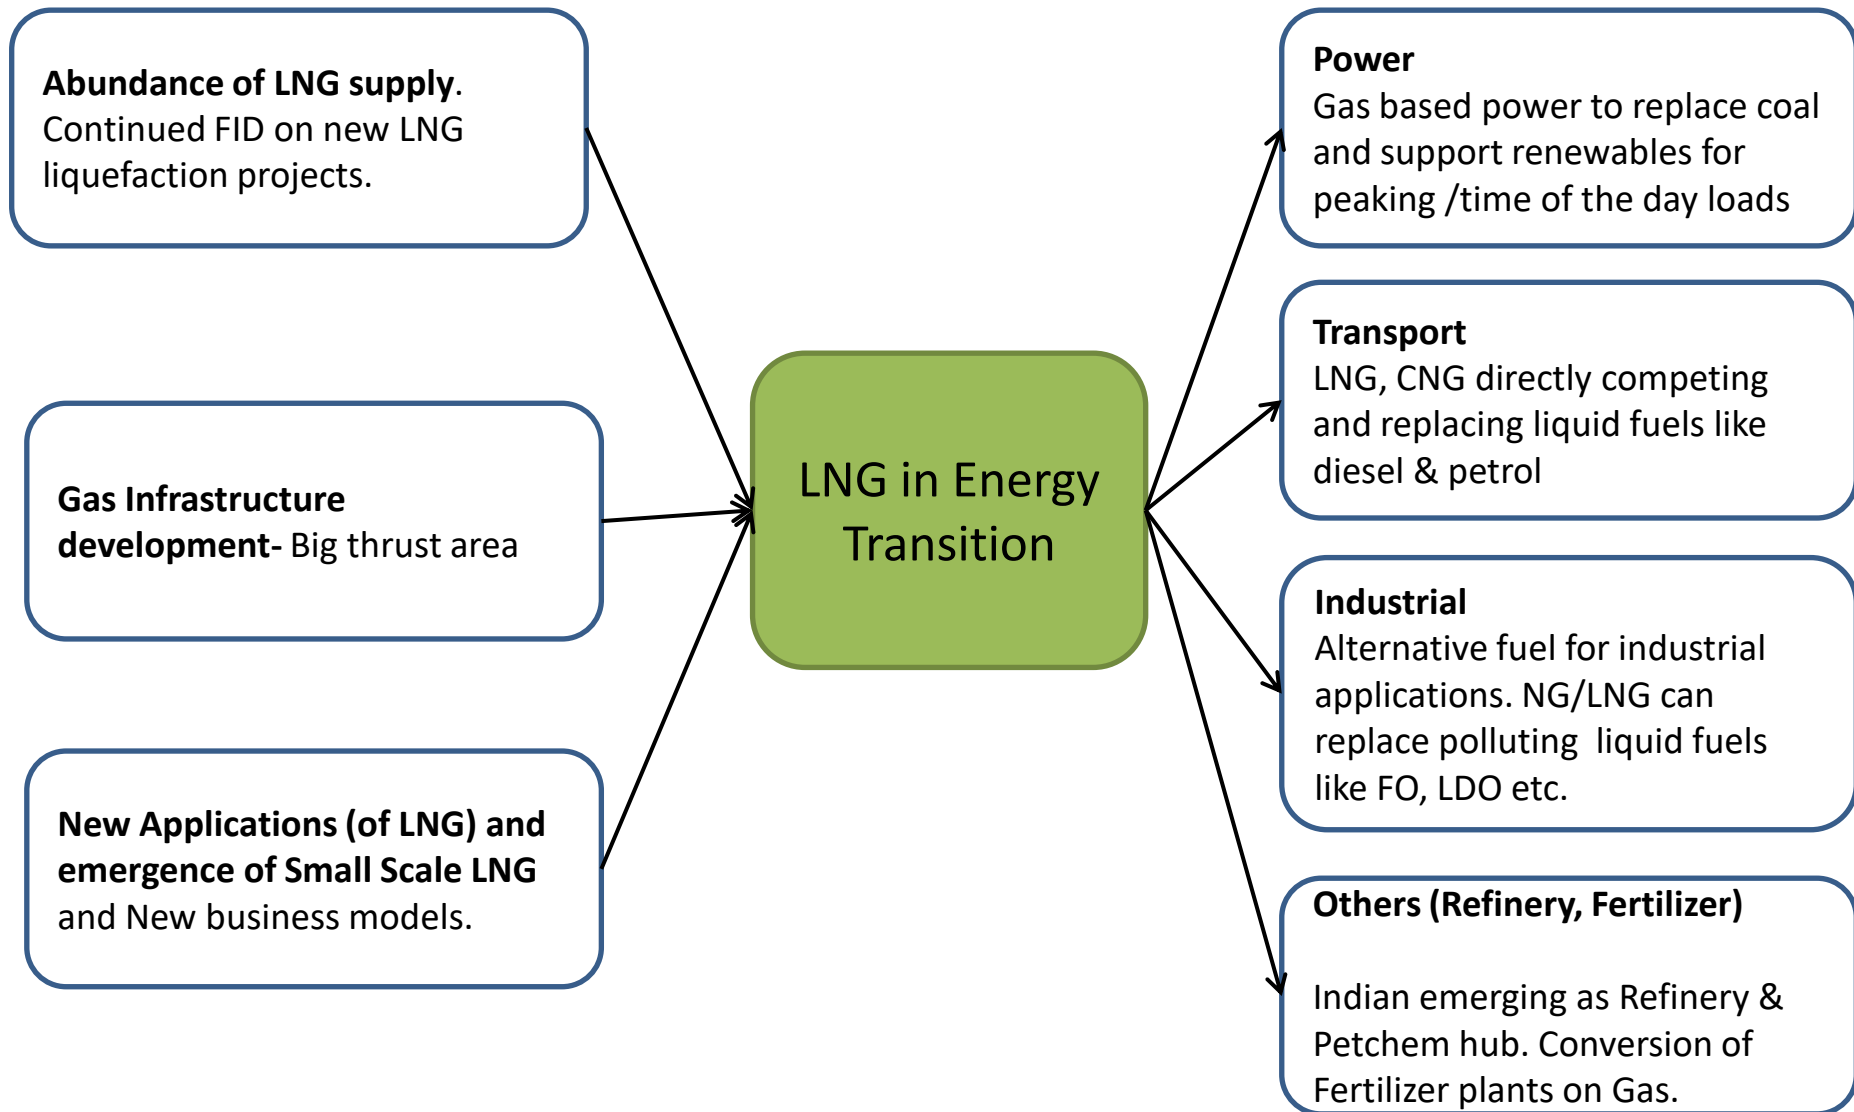 Abundance of LNG supply.
Continued FID on new LNG
liquefaction projects.
Gas Infrastructure
development- Big thrust area
New Applications (of LNG) and
emergence of Small Scale LNG
and New business models.
LNG in Energy
Transition
Power
Gas based power to replace coal
and support renewables for
peaking /time of the day loads
Transport
LNG, CNG directly competing
and replacing liquid fuels like
diesel & petrol
Industrial
Alternative fuel for industrial
applications. NG/LNG can
replace polluting  liquid fuels
like FO, LDO etc.
Others (Refinery, Fertilizer)
Indian emerging as Refinery &
Petchem hub. Conversion of
Fertilizer plants on Gas.